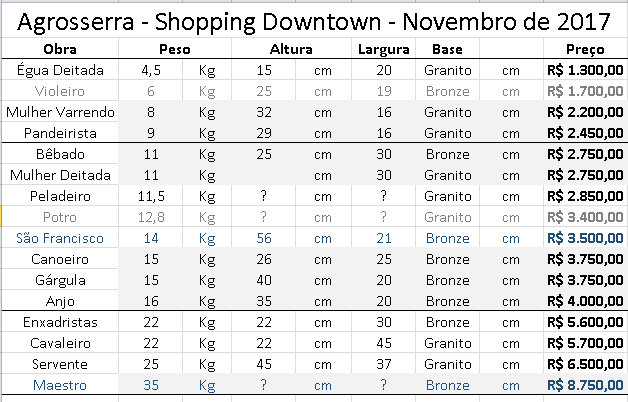 Agrosserra - Shopping Downtown - Novembro de 2017
Obra Peso Altura Largura Base Preço
Égua Deitada 4,5 Kg 15 cm 20 Granito cm R$ 1.300,00
Violeiro 6 Kg 25 cm 19 Bronze cm R$ 1.700,00
Mulher Varrendo 8 Kg 32 cm 16 Granito cm R$ 2.200,00
Pandeirista 9 Kg 29 cm 16 Granito cm R$ 2.450,00
Bêbado 11 Kg 25 cm 30 Bronze cm R$ 2.750,00
Mulher Deitada 11 Kg cm 30 Granito cm R$ 2.750,00
Peladeiro 11,5 Kg ? cm ? Granito cm R$ 2.850,00
Potro 12,8 Kg ? cm ? Granito cm R$ 3.400,00
São Francisco 14 Kg 56 cm 21 Bronze cm R$ 3.500,00
Canoeiro 15 Kg 26 cm 25 Bronze cm R$ 3.750,00
Gárgula 15 Kg 40 cm 20 Bronze cm R$ 3.750,00
Anjo 16 Kg 35 cm 20 Bronze cm R$ 4.000,00
Enxadristas 22 Kg 22 cm 30 Bronze cm R$ 5.600,00
Cavaleiro 22 Kg 22 cm 45 Granito cm R$ 5.700,00
Servente 25 Kg 45 cm 37 Granito cm R$ 6.500,00
Maestro 35 Kg ? cm ? Bronze cm R$ 8.750,00